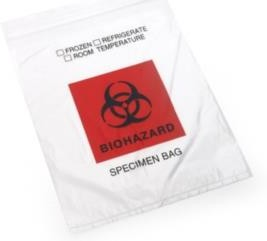 ☐ FROZEN ☐ REFRIGERATE
☐ ROOM TEMPERATURE
BIOHAZARD
SPECIMEN BAG